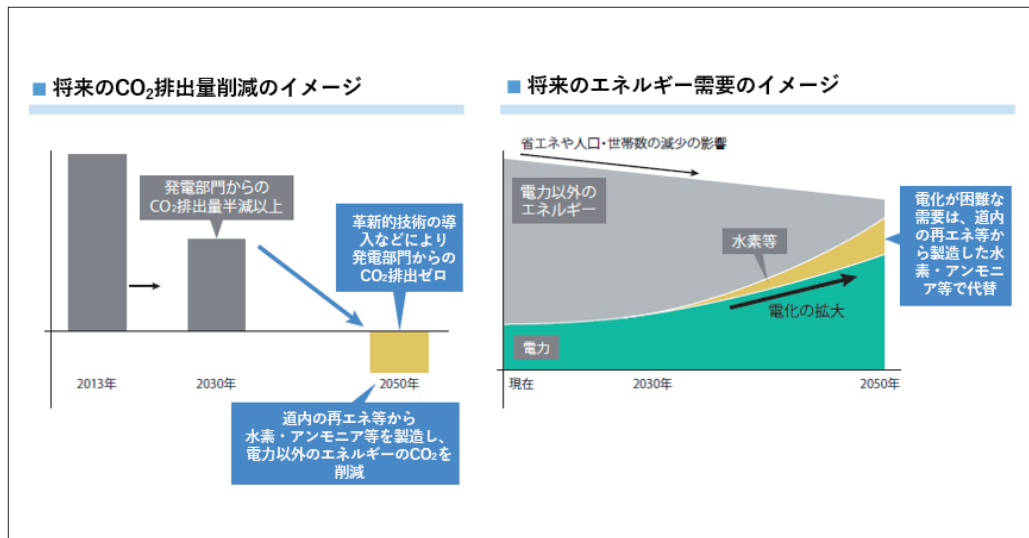 ■ 将来のCO₂排出量削減のイメージ
発電部門からの
CO₂排出量半減以上
革新的技術の導
入などにより
発電部門からの
CO₂排出ゼロ
2013年
2030年
2050年
道内の再エネ等から
水素・アンモニア等を製造し、
電力以外のエネルギーのCO₂を
削減
■ 将来のエネルギー需要のイメージ
省エネや人口・世帯数の減少の影響
電力以外の
エネルギー
水素等
電化の拡大
電力
現在
2030年
2050年
電化が困難な
需要は、道内
の再エネ等か
ら製造した水
素・アンモニ
ア等で代替